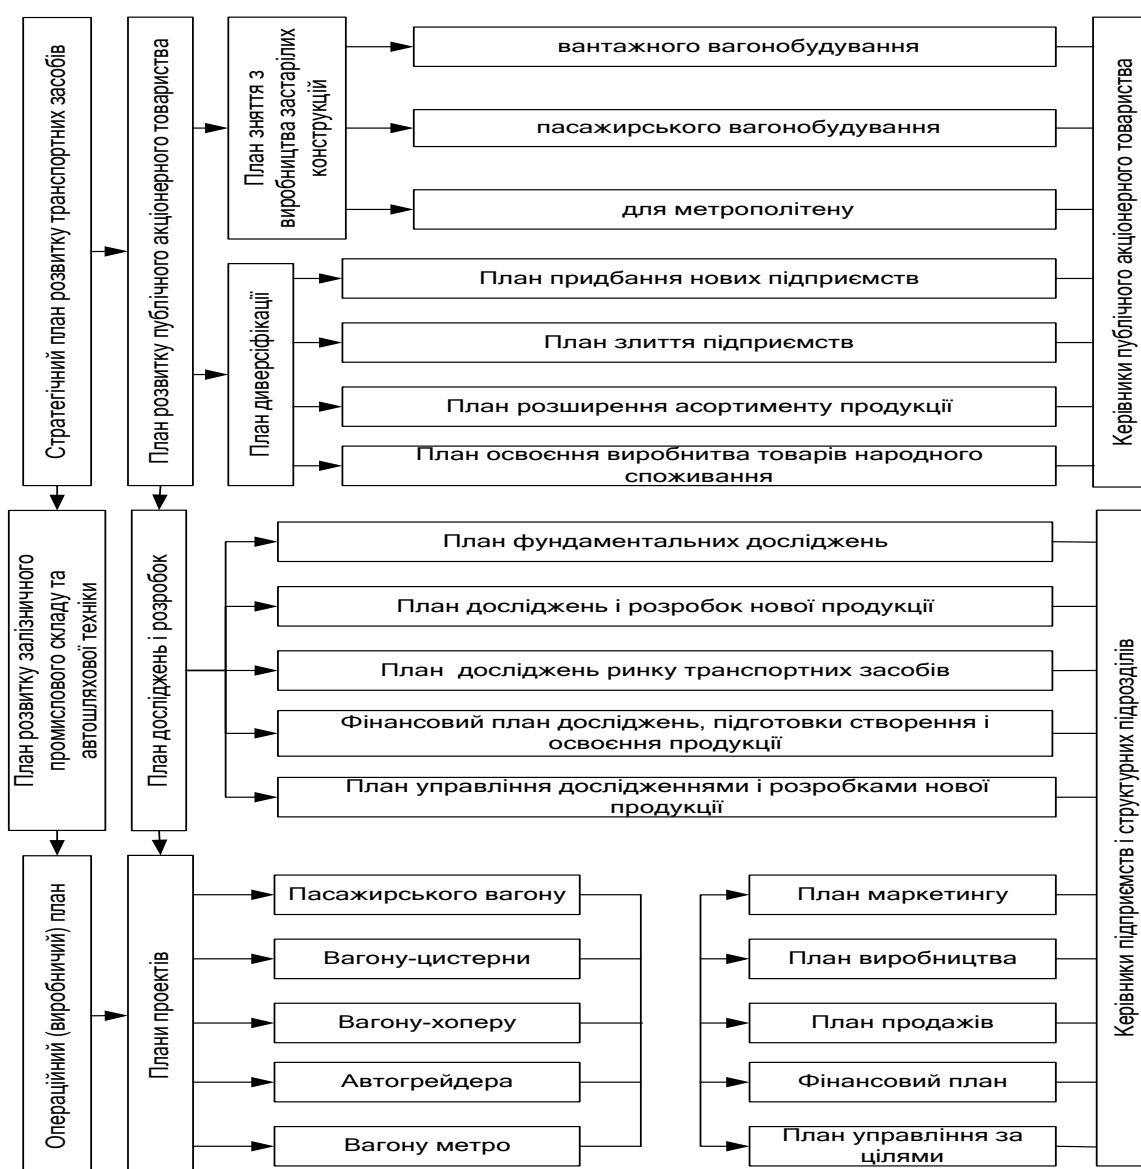 Стратегічний план розвитку транспортних засобів
План розвитку публічного акціонерного товариства
План зняття з
виробництва застарілих
конструкцій
вантажного вагонобудування
пасажирського вагонобудування
для метрополітену
План диверсіфікації
План придбання нових підприємств
План злиття підприємств
План розширення асортименту продукції
План освоєння виробнитва товарів народного
споживання
Керівники публічного акціонерного товариства
План розвитку залізничного
промислового складу та
автошляхової техніки
План досліджень і розробок
План фундаментальних досліджень
План досліджень і розробок нової продукції
План досліджень ринку транспортних засобів
Фінансовий план досліджень, підготовки створення і
освоєння продукції
План управління дослідженнями і розробками нової
продукції
Керівники підприємств і структурних підрозділів
Операційний (виробничий) план
Плани проектів
Пасажирського вагону
Вагону-цистерни
Вагону-хоперу
Автогрейдера
Вагону метро
План маркетингу
План виробництва
План продажів
Фінансовий план
План управління за
цілями